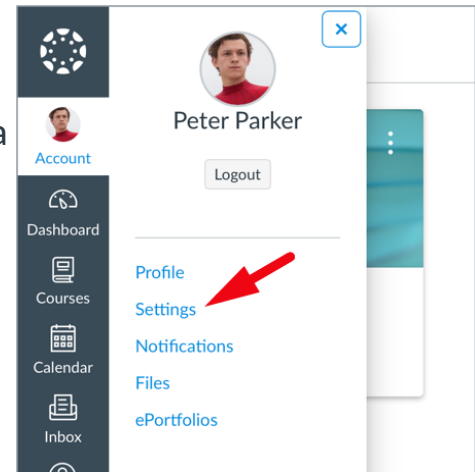 a
Account
Dashboard
Courses
Calendar
Inbox
Peter Parker
Logout
Profile
Settings
Notifications
Files
ePortfolios